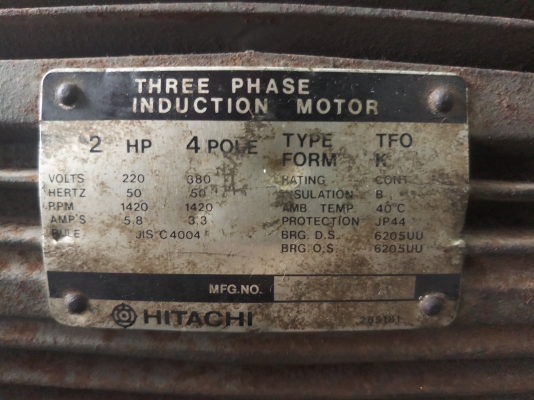 THREE PHASE
INDUCTION MOTOR
2 HP 4 POLE TYPE TFO
FORM K
VOLTS 220 380 RATING CONT
HERTZ 50 50 INSULATION B
RPM 1420 1420 AMB TEMP 40°C
AMP'S 5.8 3.3 PROTECTION JP44
RULE JIS C 4004 BRG. D.S. 6205UU
BRG. O.S. 6205UU
MFG.NO.
HITACHI